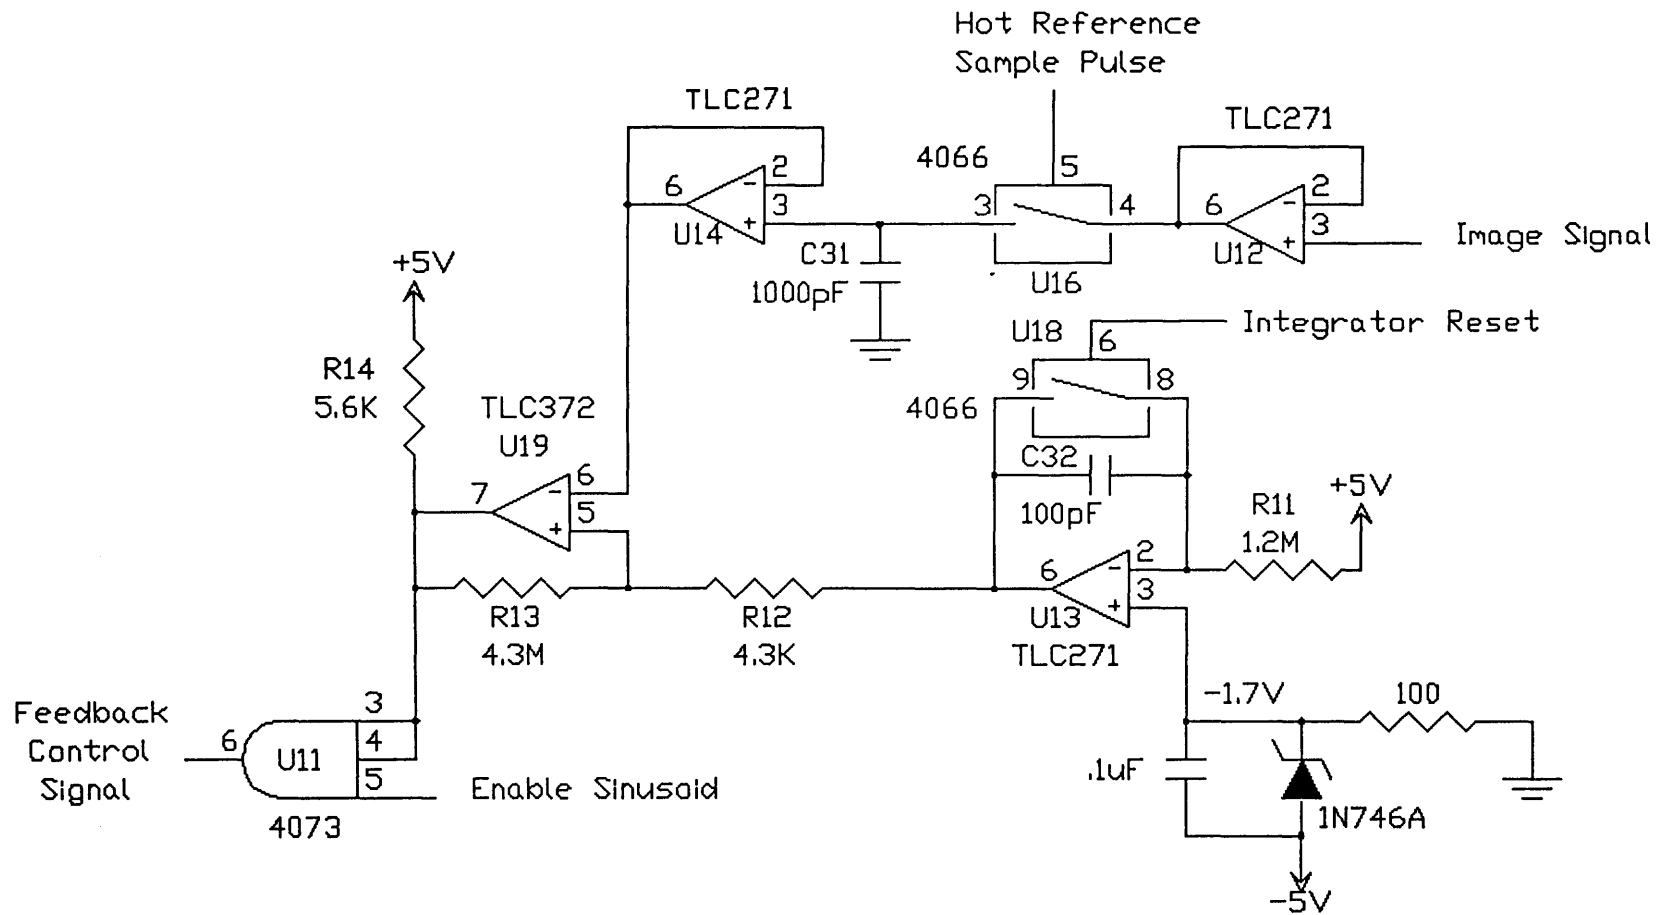 Hot Reference
Sample Pulse
TLC271
TLC271
4066
5
2
6
3
U14
3
4
2
6
3
U12
Image Signal
C31
1000pF
U16
+5V
U18
6
Integrator Reset
R14
5.6K
9
8
4066
TLC372
U19
C32
100pF
6
7
5
R11
1.2M
+5V
2
6
3
U13
TLC271
R13
4.3M
R12
4.3K
-1.7V
100
Feedback
Control
Signal
6
U11
3
4
5
4073
Enable Sinusoid
.1uF
1N746A
-5V